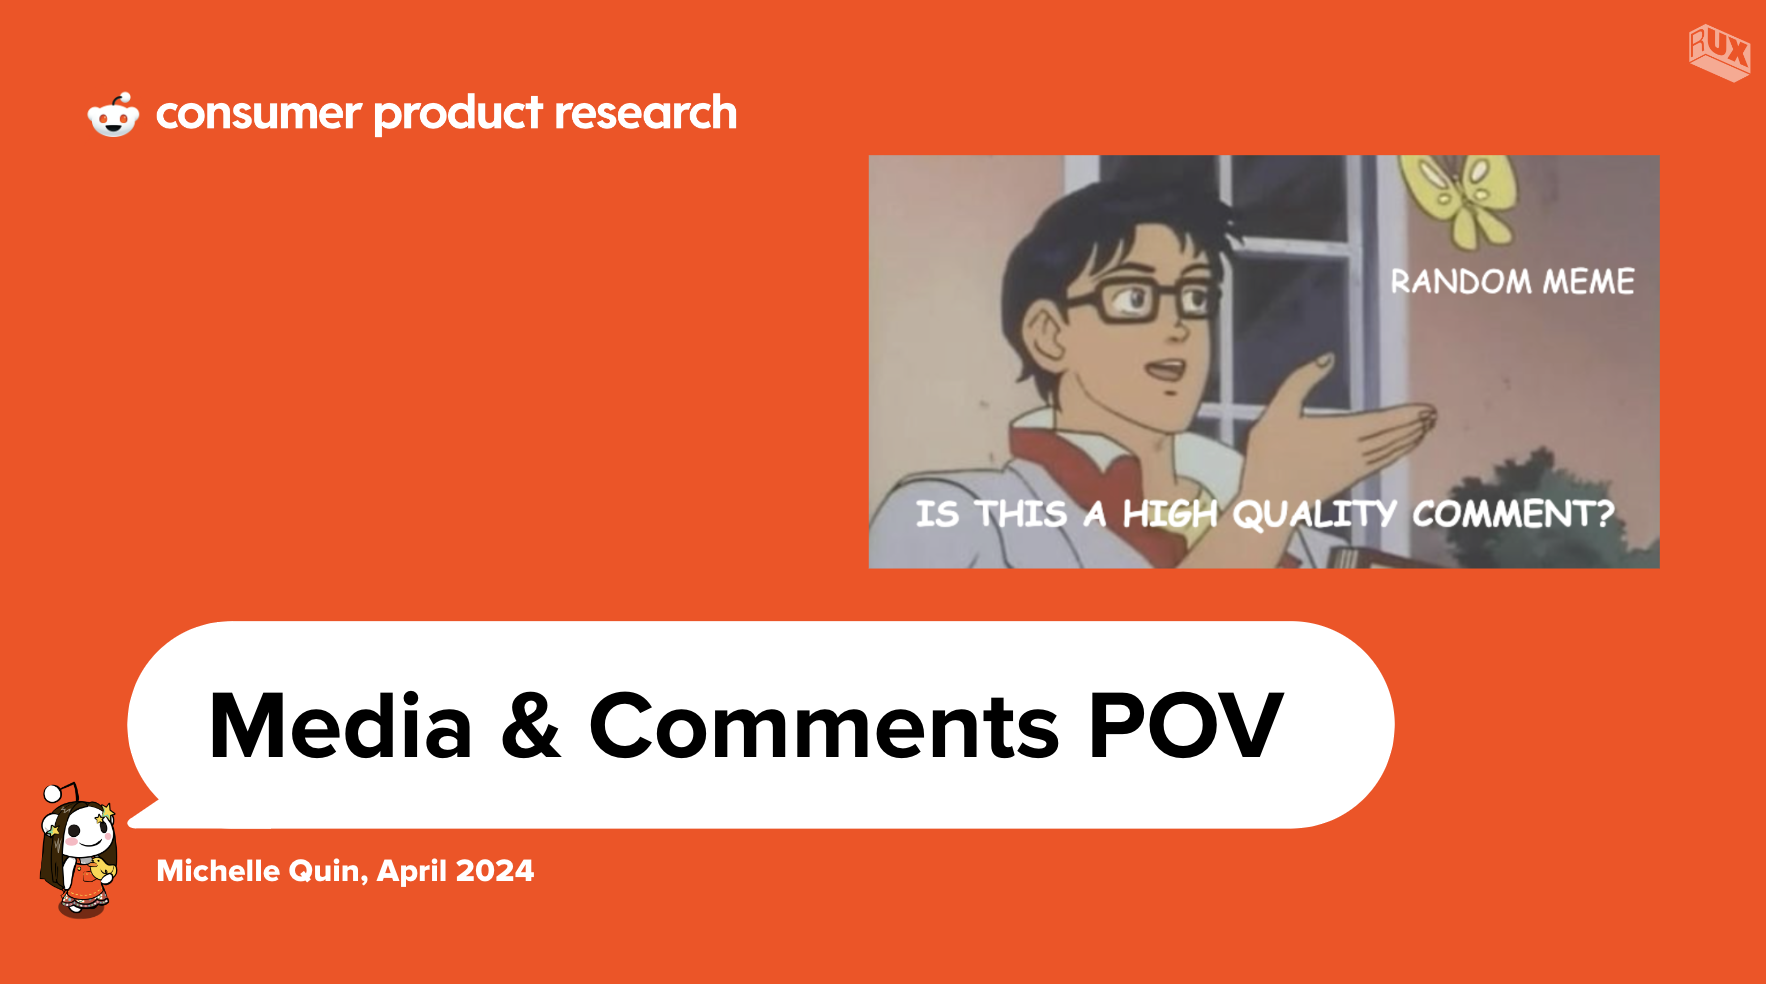 RUX
consumer product research
RANDOM MEME
IS THIS A HIGH QUALITY COMMENT?
Media & Comments POV
Michelle Quin, April 2024